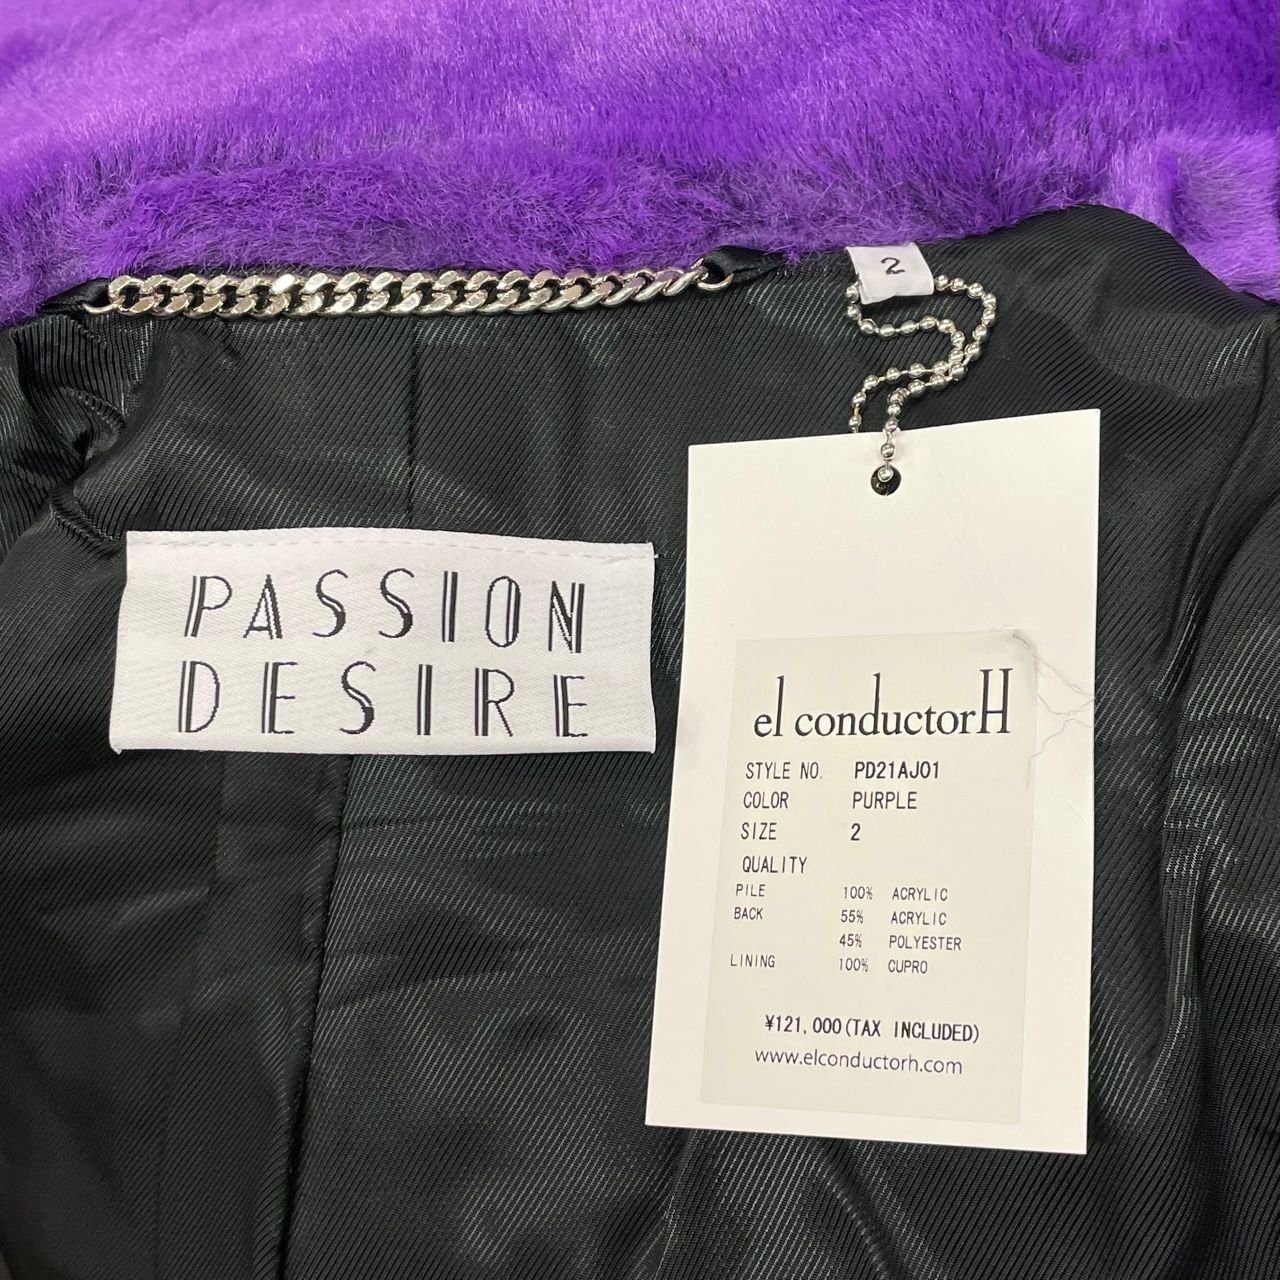 2
PASSION
DESIRE
el conductorH
STYLE NO. PD21AJ01
COLOR PURPLE
SIZE 2
QUALITY
PILE 100% ACRYLIC
BACK 55% ACRYLIC
45% POLYESTER
LINING 100% CUPRO
¥121,000(TAX INCLUDED)
www.elconductorh.com